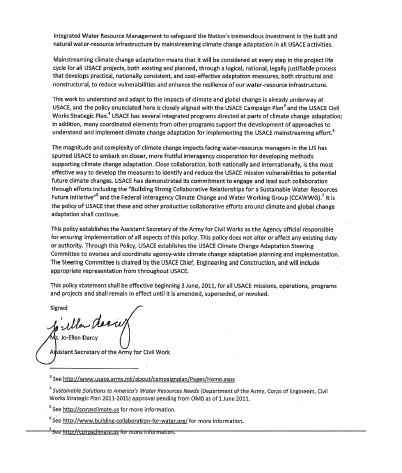 Integrated Water Resource Management to safeguard the Nation's tremendous investment in the built and
natural water-resource infrastructure by mainstreaming climate change adaptation in all USACE activities.
Mainstreaming climate change adaptation means that it will be considered at every step in the project life
cycle for all USACE projects, both existing and planned, through a logical, rational, legally justifiable process
that develops practical, nationally consistent, and cost-effective adaptation measures, both structural and
nonstructural, to reduce vulnerabilities and enhance the resilience of our water-resource infrastructure.
This work to understand and adapt to the impacts of climate and global change is already underway at
USACE, and the policy enunciated here is closely aligned with the USACE Campaign Plan³ and the USACE Civil
Works Strategic Plan.⁴ USACE has several integrated programs directed at parts of climate change adaptation;
in addition, many coordinated elements from other programs support the development of approaches to
understand and implement climate change adaptation for implementing the USACE mainstreaming effort.⁵
The magnitude and complexity of climate change impacts facing water-resource managers in the US has
spurred USACE to embark on closer, more fruitful interagency cooperation for developing methods
supporting climate change adaptation. Close collaboration, both nationally and internationally, is the most
effective way to develop the measures to identify and reduce the USACE mission vulnerabilities to potential
future climate changes. USACE has demonstrated its commitment to engage and lead such collaboration
through efforts including the "Building Strong Collaborative Relationships for a Sustainable Water Resources
Future Initiative"⁶ and the Federal interagency Climate Change and Water Working Group (CCAWWG).⁷ It is
the policy of USACE that these and other productive collaborative efforts around climate and global change
adaptation shall continue.
This policy establishes the Assistant Secretary of the Army for Civil Works as the Agency official responsible
for ensuring implementation of all aspects of this policy. This policy does not alter or affect any existing duty
or authority. Through this Policy, USACE establishes the USACE Climate Change Adaptation Steering
Committee to oversee and coordinate agency-wide climate change adaptation planning and implementation.
The Steering Committee is chaired by the USACE Chief, Engineering and Construction, and will include
appropriate representation from throughout USACE.
This policy statement shall be effective beginning 3 June, 2011, for all USACE missions, operations, programs
and projects and shall remain in effect until it is amended, superseded, or revoked.
Signed
Jo-Ellen Darcy
Ms. Jo-Ellen Darcy
Assistant Secretary of the Army for Civil Work
³ See http://www.usace.army.mil/about/campaignplan/Pages/Home.aspx
⁴ Sustainable Solutions to America's Water Resources Needs (Department of the Army, Corps of Engineers, Civil
Works Strategic Plan 2011-2015) approval pending from OMB as of 1 June 2011.
⁵ See http://corpsclimate.us for more information.
⁶ See http://www.building-collaboration-for-water.org/ for more information.
⁷ See http://corpsclimate.us for more information.